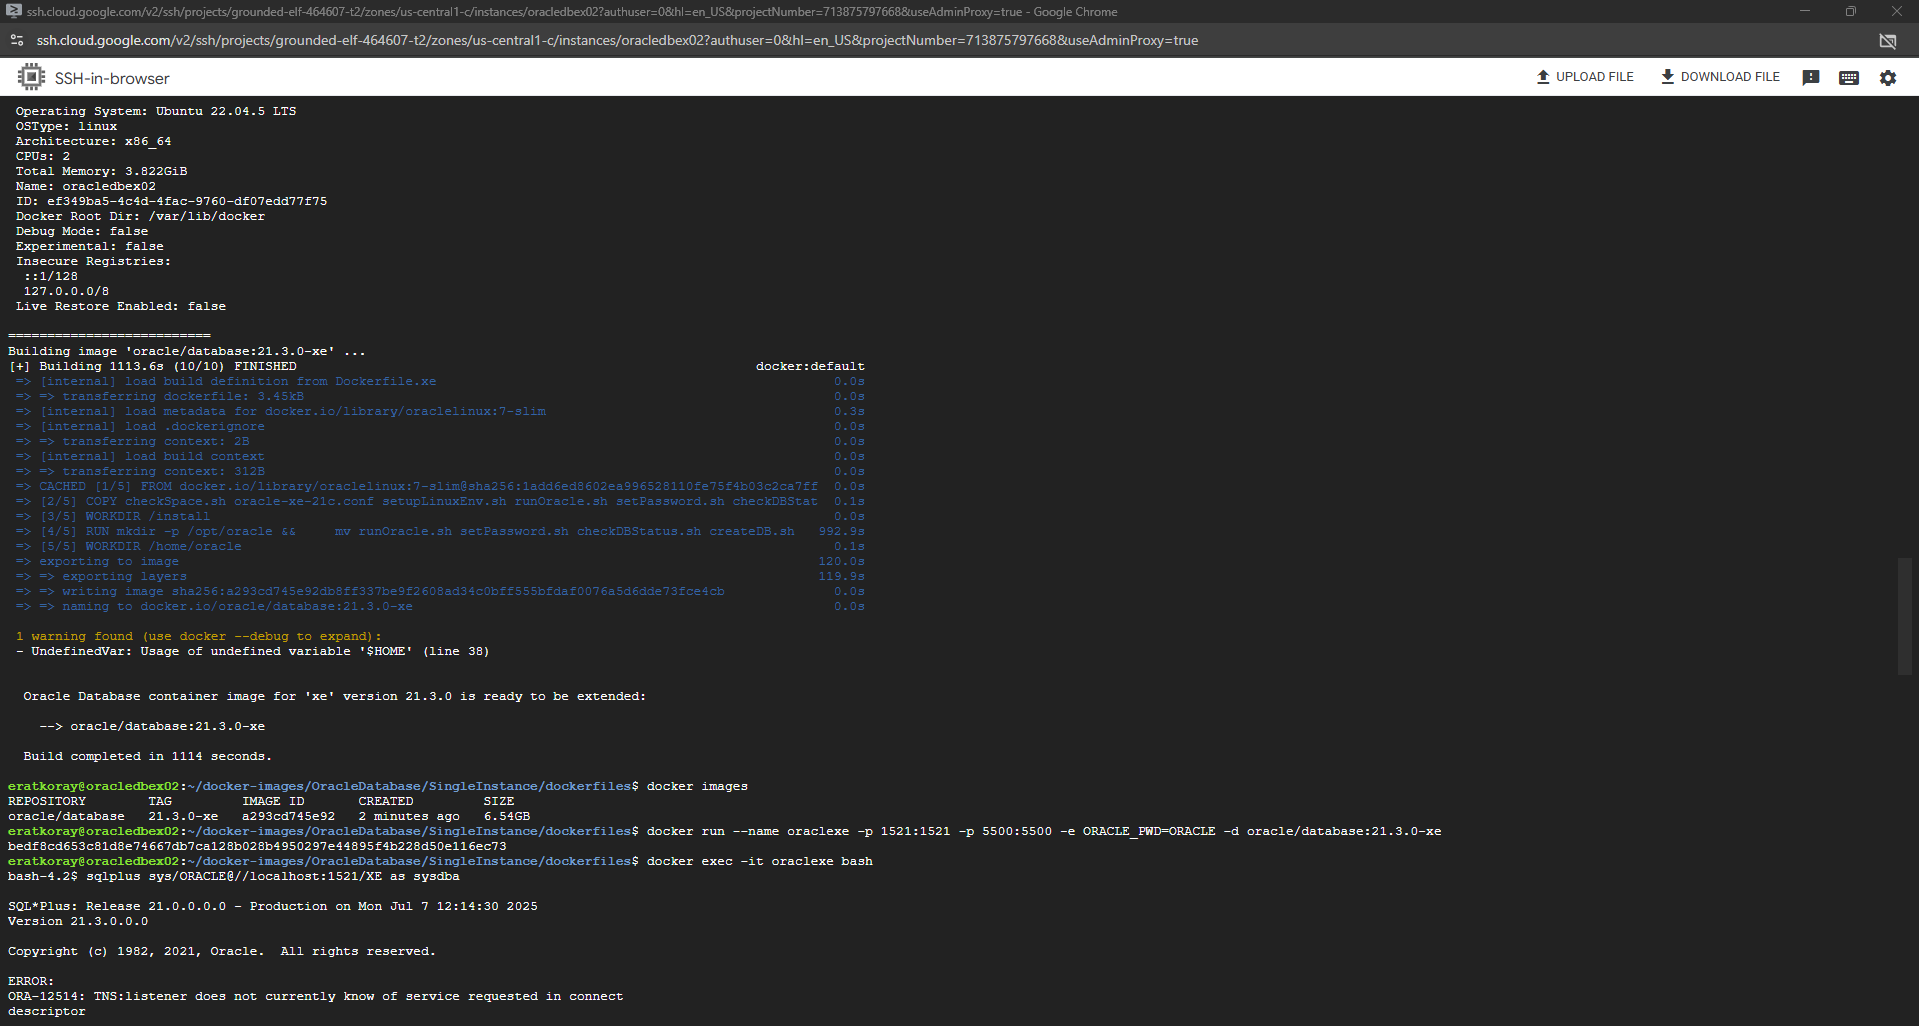 ssh.cloud.google.com/v2/ssh/projects/grounded-elf-464607-t2/zones/us-central1-c/instances/oracledbex02?authuser=0&hl=en_US&projectNumber=713875797668&useAdminProxy=true - Google Chrome
ssh.cloud.google.com/v2/ssh/projects/grounded-elf-464607-t2/zones/us-central1-c/instances/oracledbex02?authuser=0&hl=en_US&projectNumber=713875797668&useAdminProxy=true
SSH-in-browser
UPLOAD FILE
DOWNLOAD FILE
Operating System: Ubuntu 22.04.5 LTS
OSType: linux
Architecture: x86_64
CPUs: 2
Total Memory: 3.822GiB
Name: oracledbex02
ID: ef349ba5-4c4d-4fac-9760-df07edd77f75
Docker Root Dir: /var/lib/docker
Debug Mode: false
Experimental: false
Insecure Registries:
::1/128
127.0.0.0/8
Live Restore Enabled: false
==========================
Building image 'oracle/database:21.3.0-xe' ...
[+] Building 1113.6s (10/10) FINISHED docker:default
=> [internal] load build definition from Dockerfile.xe 0.0s
=> => transferring dockerfile: 3.45kB 0.0s
=> [internal] load metadata for docker.io/library/oraclelinux:7-slim 0.3s
=> [internal] load .dockerignore 0.0s
=> => transferring context: 2B 0.0s
=> [internal] load build context 0.0s
=> => transferring context: 312B 0.0s
=> CACHED [1/5] FROM docker.io/library/oraclelinux:7-slim@sha256:1add6ed8602ea996528110fe75f4b03c2ca7ff 0.0s
=> [2/5] COPY checkSpace.sh oracle-xe-21c.conf setupLinuxEnv.sh runOracle.sh setPassword.sh checkDBStat 0.1s
=> [3/5] WORKDIR /install 0.0s
=> [4/5] RUN mkdir -p /opt/oracle && mv runOracle.sh setPassword.sh checkDBStatus.sh createDB.sh 992.9s
=> [5/5] WORKDIR /home/oracle 0.1s
=> exporting to image 120.0s
=> => exporting layers 119.9s
=> => writing image sha256:a293cd745e92db8ff337be9f2608ad34c0bff555bfdaf0076a5d6dde73fce4cb 0.0s
=> => naming to docker.io/oracle/database:21.3.0-xe 0.0s
1 warning found (use docker --debug to expand):
- UndefinedVar: Usage of undefined variable '$HOME' (line 38)
Oracle Database container image for 'xe' version 21.3.0 is ready to be extended:
--> oracle/database:21.3.0-xe
Build completed in 1114 seconds.
eratkoray@oracledbex02:~/docker-images/OracleDatabase/SingleInstance/dockerfiles$ docker images
REPOSITORY TAG IMAGE ID CREATED SIZE
oracle/database 21.3.0-xe a293cd745e92 2 minutes ago 6.54GB
eratkoray@oracledbex02:~/docker-images/OracleDatabase/SingleInstance/dockerfiles$ docker run --name oraclexe -p 1521:1521 -p 5500:5500 -e ORACLE_PWD=ORACLE -d oracle/database:21.3.0-xe
bedf8cd653c81d8e74667db7ca128b028b4950297e44895f4b228d50e116ec73
eratkoray@oracledbex02:~/docker-images/OracleDatabase/SingleInstance/dockerfiles$ docker exec -it oraclexe bash
bash-4.2$ sqlplus sys/ORACLE@//localhost:1521/XE as sysdba
SQL*Plus: Release 21.0.0.0.0 - Production on Mon Jul 7 12:14:30 2025
Version 21.3.0.0.0
Copyright (c) 1982, 2021, Oracle. All rights reserved.
ERROR:
ORA-12514: TNS:listener does not currently know of service requested in connect
descriptor